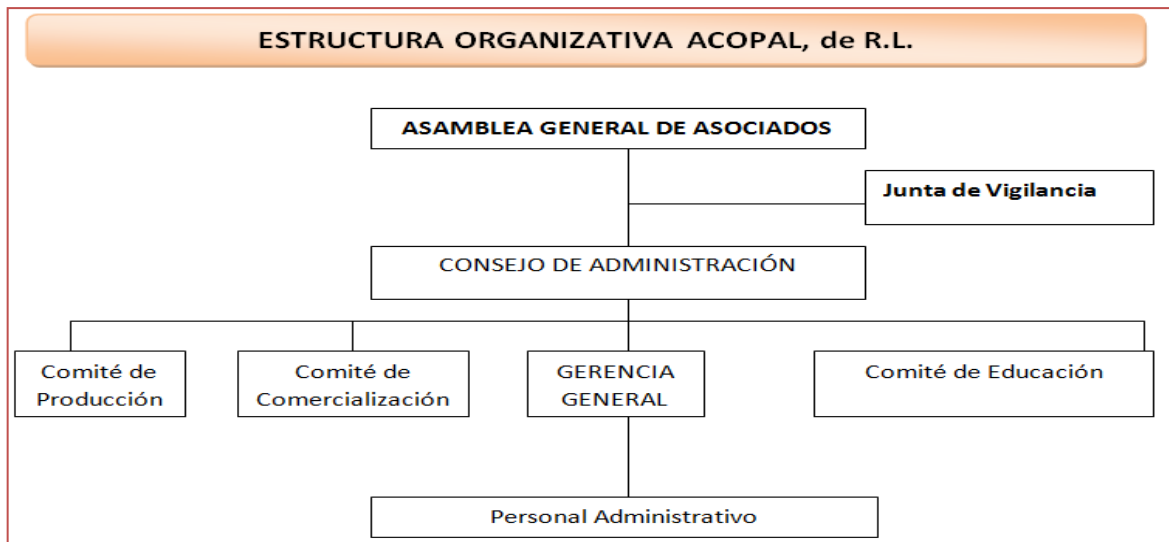 ESTRUCTURA ORGANIZATIVA ACOPAL, de R.L.
ASAMBLEA GENERAL DE ASOCIADOS
Junta de Vigilancia
CONSEJO DE ADMINISTRACIÓN
Comité de
Producción
Comité de
Comercialización
GERENCIA
GENERAL
Comité de Educación
Personal Administrativo